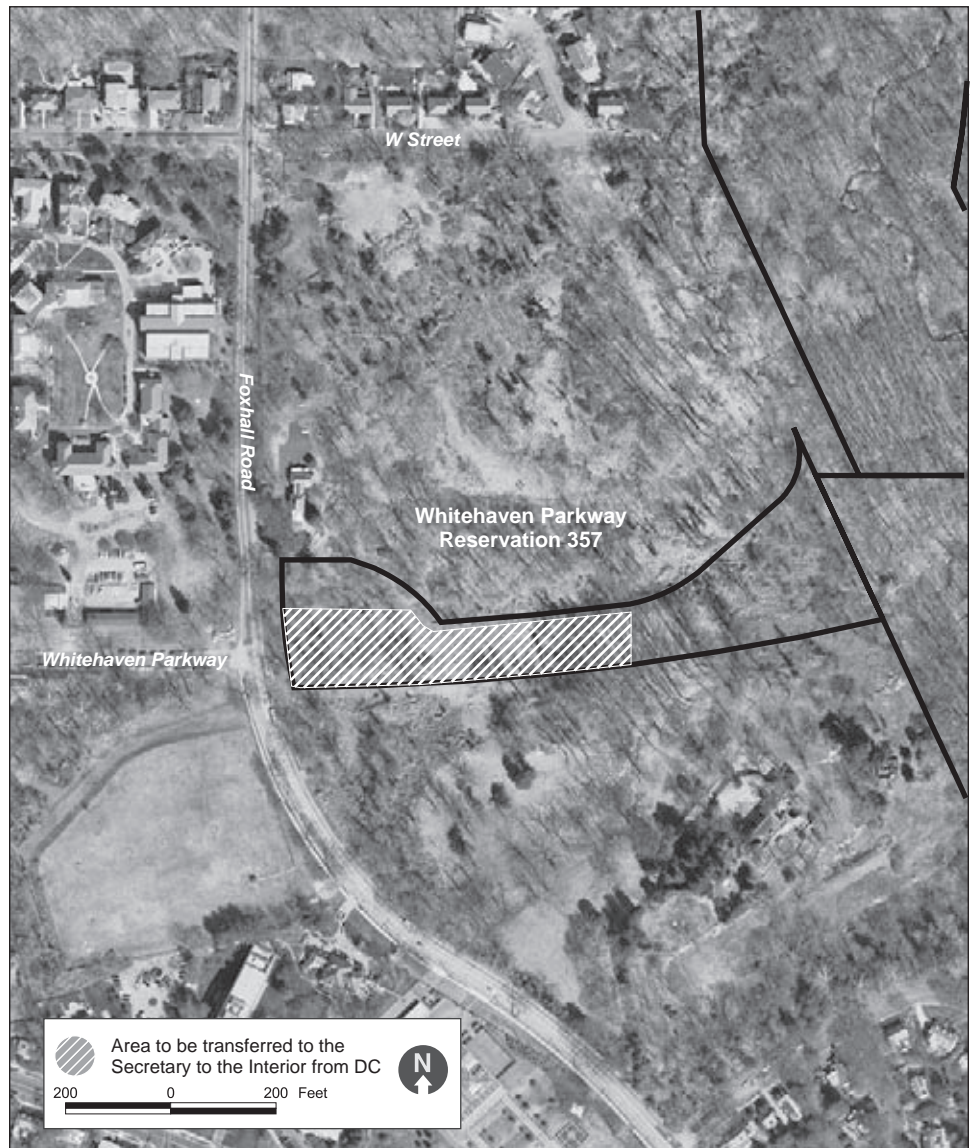 W Street
Foxhall Road
Whitehaven Parkway
Reservation 357
Whitehaven Parkway
Area to be transferred to the
Secretary to the Interior from DC
N
200 0 200 Feet